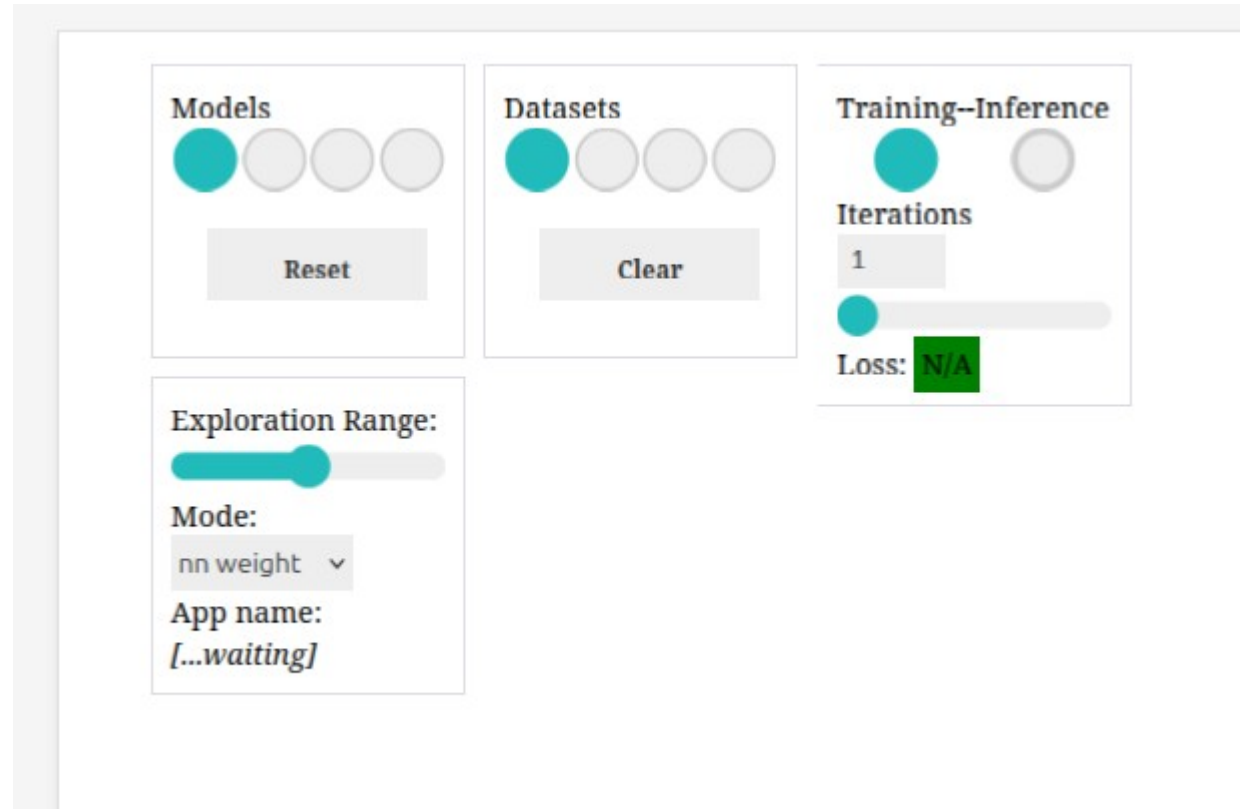 Models
Reset
Datasets
Clear
Training--Inference
Iterations
1
Loss: N/A
Exploration Range:
Mode:
nn weight
App name:
[...waiting]